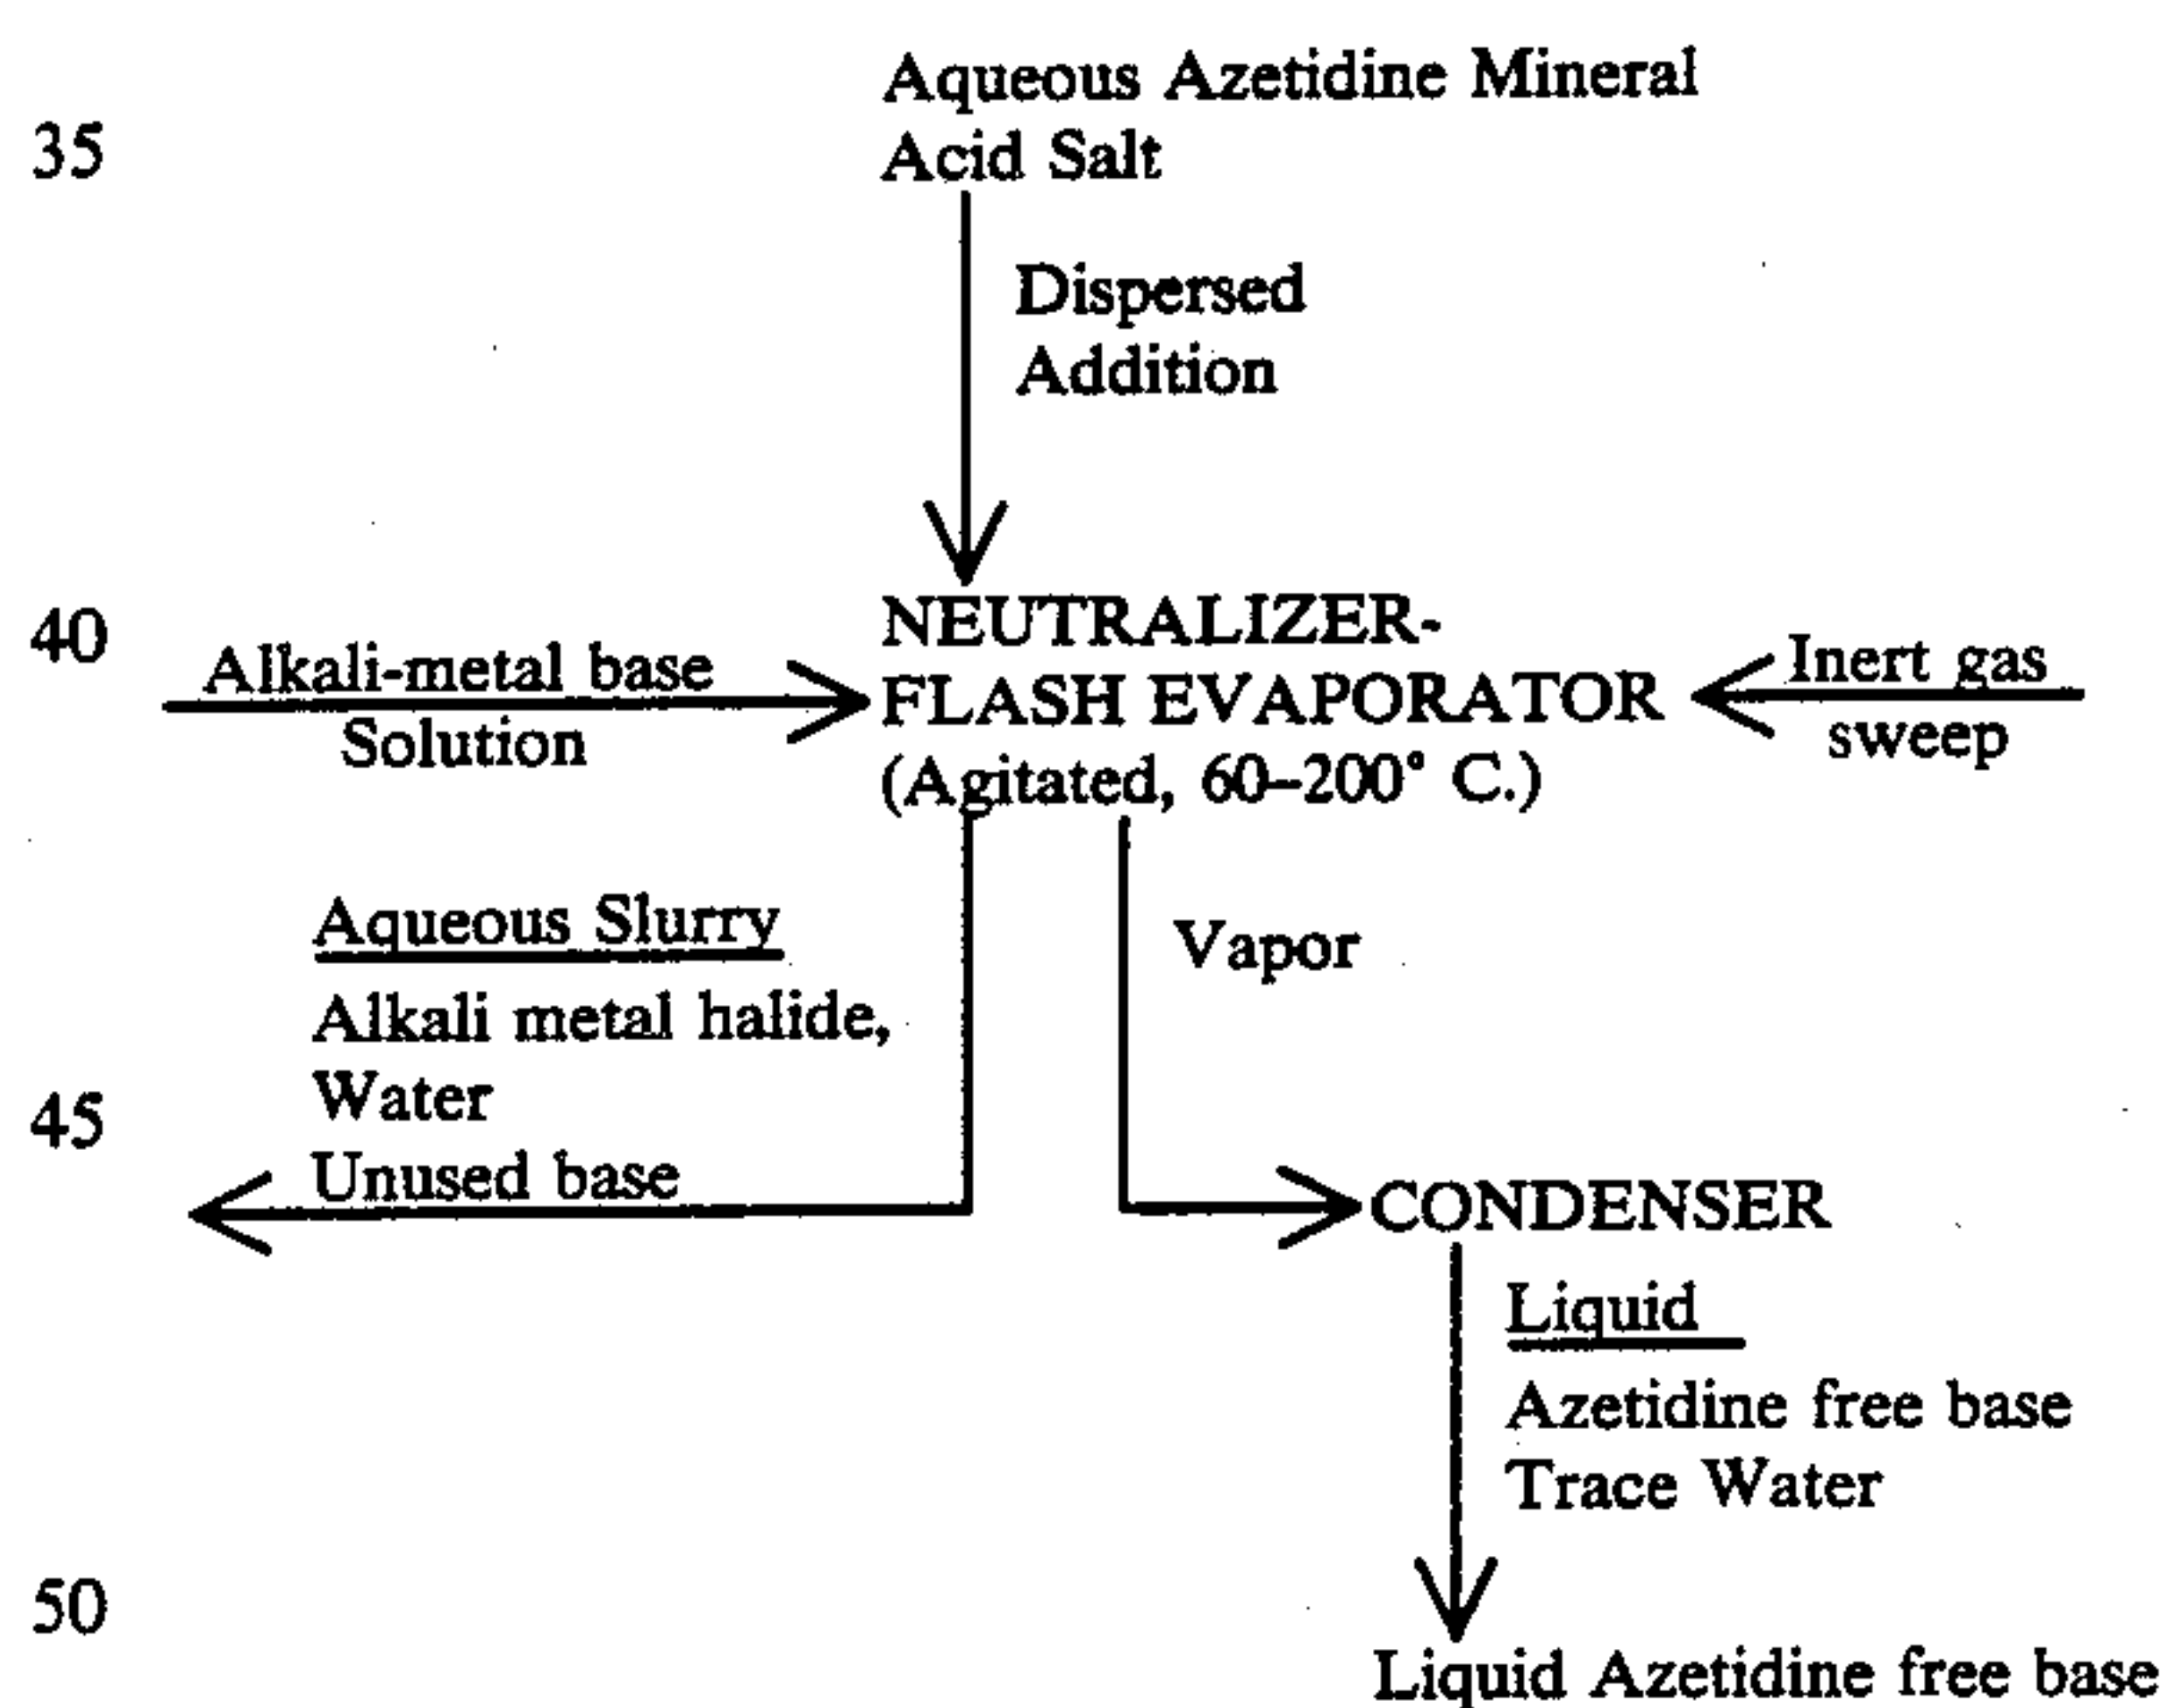 35
Aqueous Azetidine Mineral
Acid Salt
Dispersed
Addition
40
Alkali-metal base
Solution
NEUTRALIZER-
FLASH EVAPORATOR
(Agitated, 60–200° C.)
Inert gas
sweep
Aqueous Slurry
Alkali metal halide,
Water
Unused base
45
Vapor
CONDENSER
Liquid
Azetidine free base
Trace Water
50
Liquid Azetidine free base